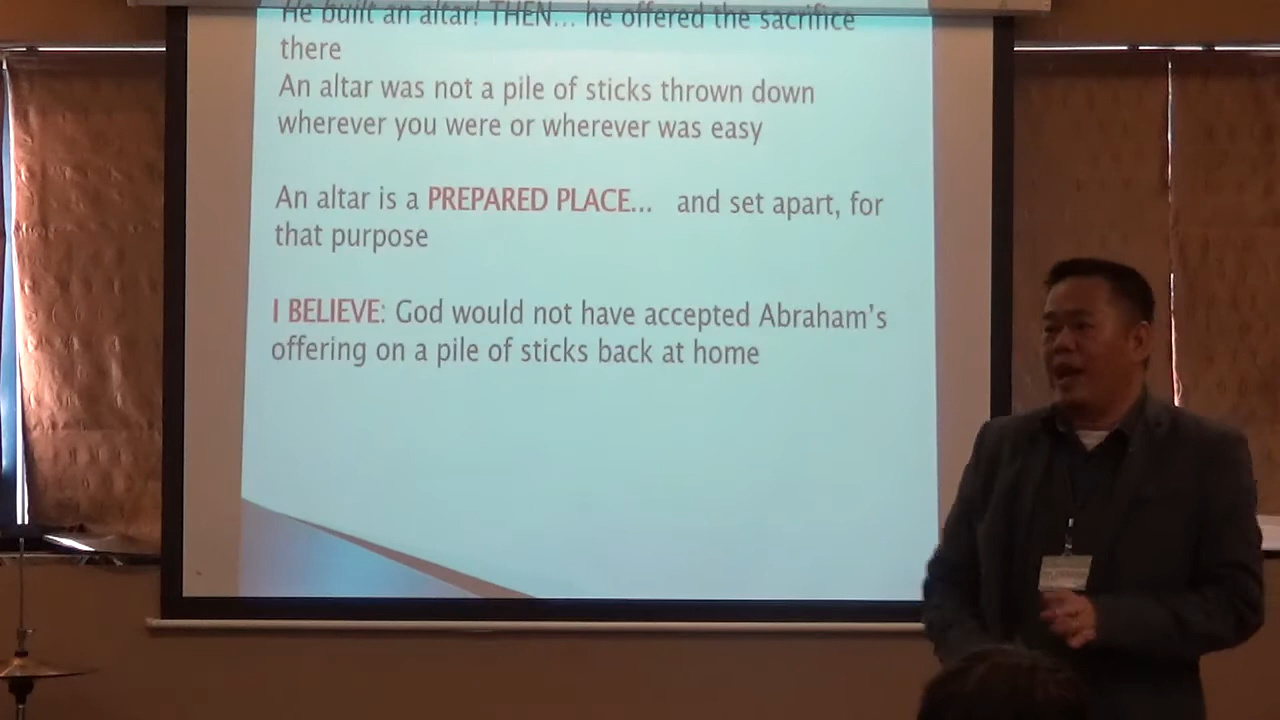 He built an altar! THEN... he offered the sacrifice
there
An altar was not a pile of sticks thrown down
wherever you were or wherever was easy
An altar is a PREPARED PLACE... and set apart, for
that purpose
I BELIEVE: God would not have accepted Abraham's
offering on a pile of sticks back at home